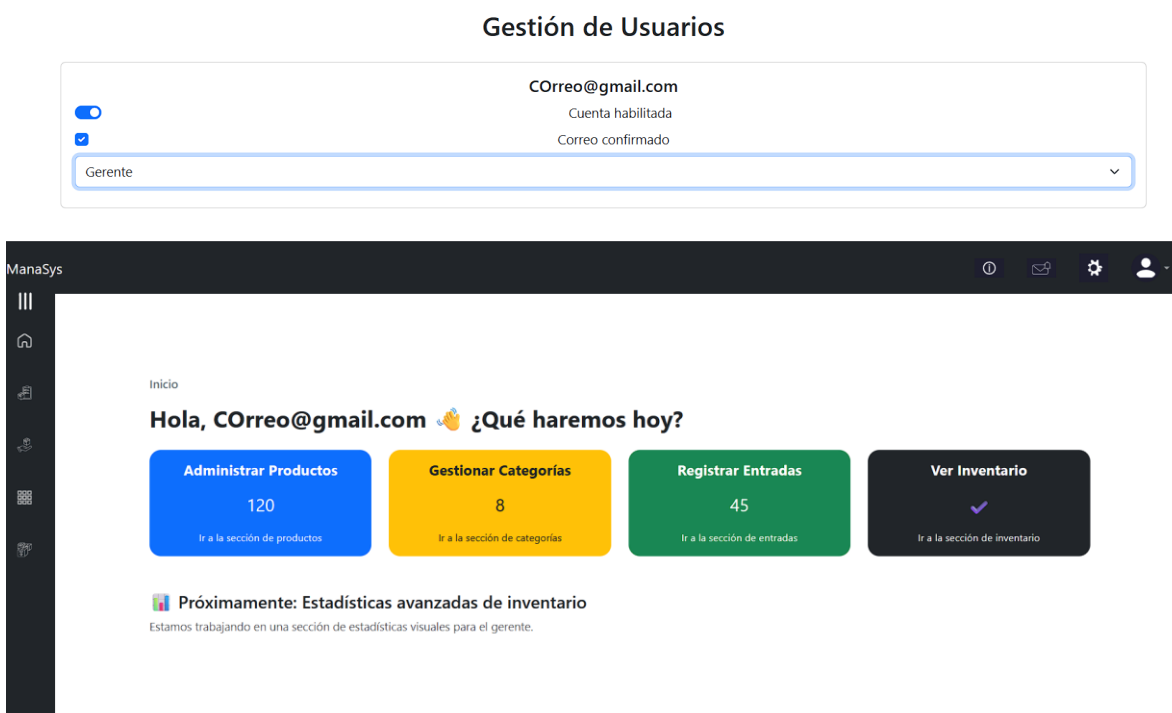 Gestión de Usuarios
COrreo@gmail.com
Cuenta habilitada
Correo confirmado
Gerente
ManaSys
Inicio
Hola, COrreo@gmail.com 👋 ¿Qué haremos hoy?
Administrar Productos
120
Ir a la sección de productos
Gestionar Categorías
8
Ir a la sección de categorías
Registrar Entradas
45
Ir a la sección de entradas
Ver Inventario
Ir a la sección de inventario
📊 Próximamente: Estadísticas avanzadas de inventario
Estamos trabajando en una sección de estadísticas visuales para el gerente.